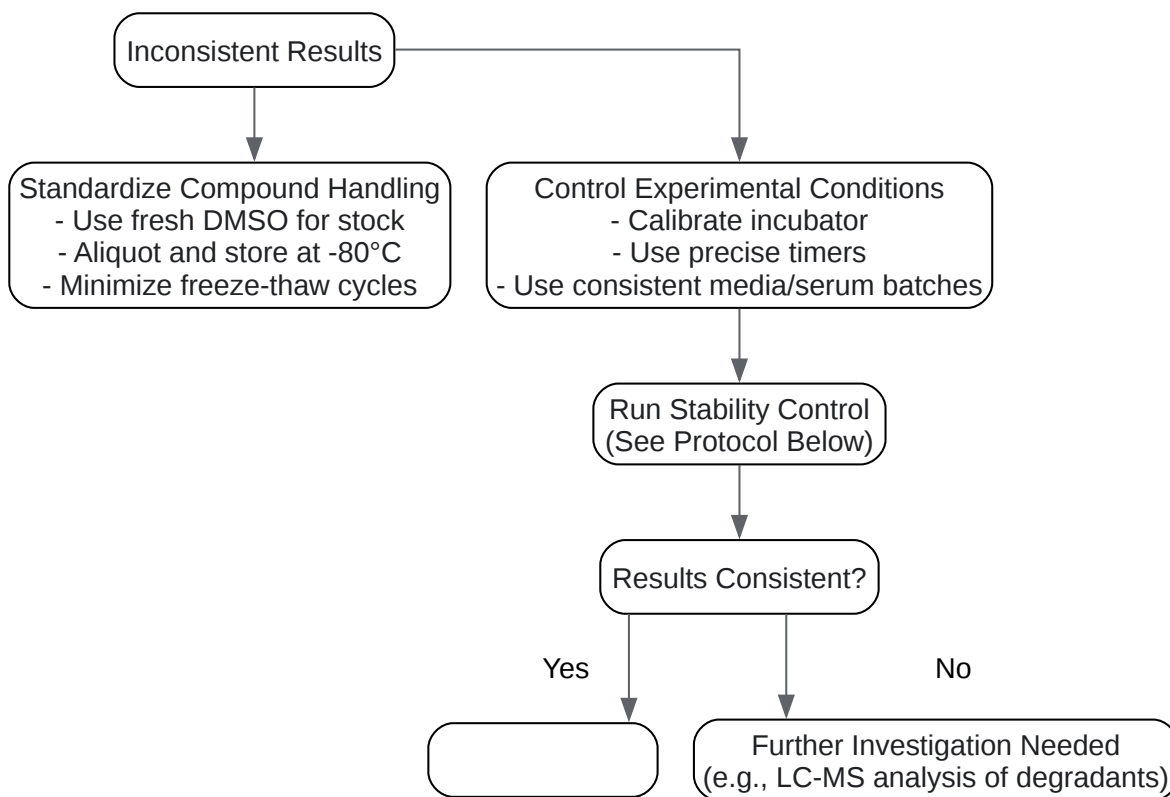 Inconsistent Results
Standardize Compound Handling
- Use fresh DMSO for stock
- Aliquot and store at -80°C
- Minimize freeze-thaw cycles
Control Experimental Conditions
- Calibrate incubator
- Use precise timers
- Use consistent media/serum batches
Run Stability Control
(See Protocol Below)
Results Consistent?
Yes
No
Further Investigation Needed
(e.g., LC-MS analysis of degradants)